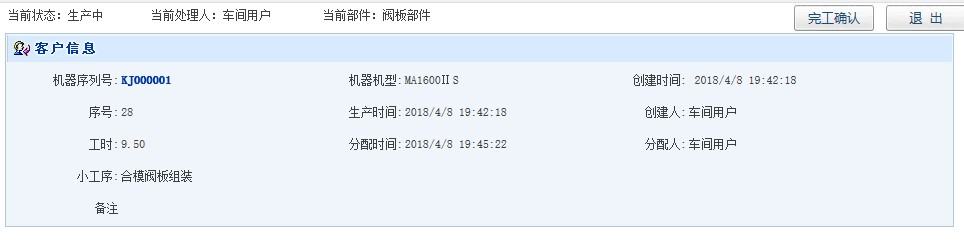 当前状态：生产中 当前处理人：车间用户 当前部件：阀板部件 完工确认 退 出
客户信息
机器序列号:KJ000001 机器机型:MA1600ⅡS 创建时间: 2018/4/8 19:42:18
序号:28 生产时间:2018/4/8 19:42:18 创建人:车间用户
工时:9.50 分配时间:2018/4/8 19:45:22 分配人:车间用户
小工序:合模阀板组装
备注